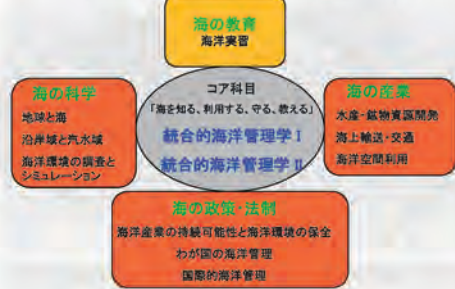 海の教育
海洋実習
海の科学
地球と海
沿岸域と汽水域
海洋環境の調査と
シミュレーション
コア科目
「海を知る、利用する、守る、教える」
統合的海洋管理学Ⅰ
統合的海洋管理学Ⅱ
海の産業
水産・鉱物資源開発
海上輸送・交通
海洋空間利用
海の政策・法制
海洋産業の持続可能性と海洋環境の保全
わが国の海洋管理
国際的海洋管理